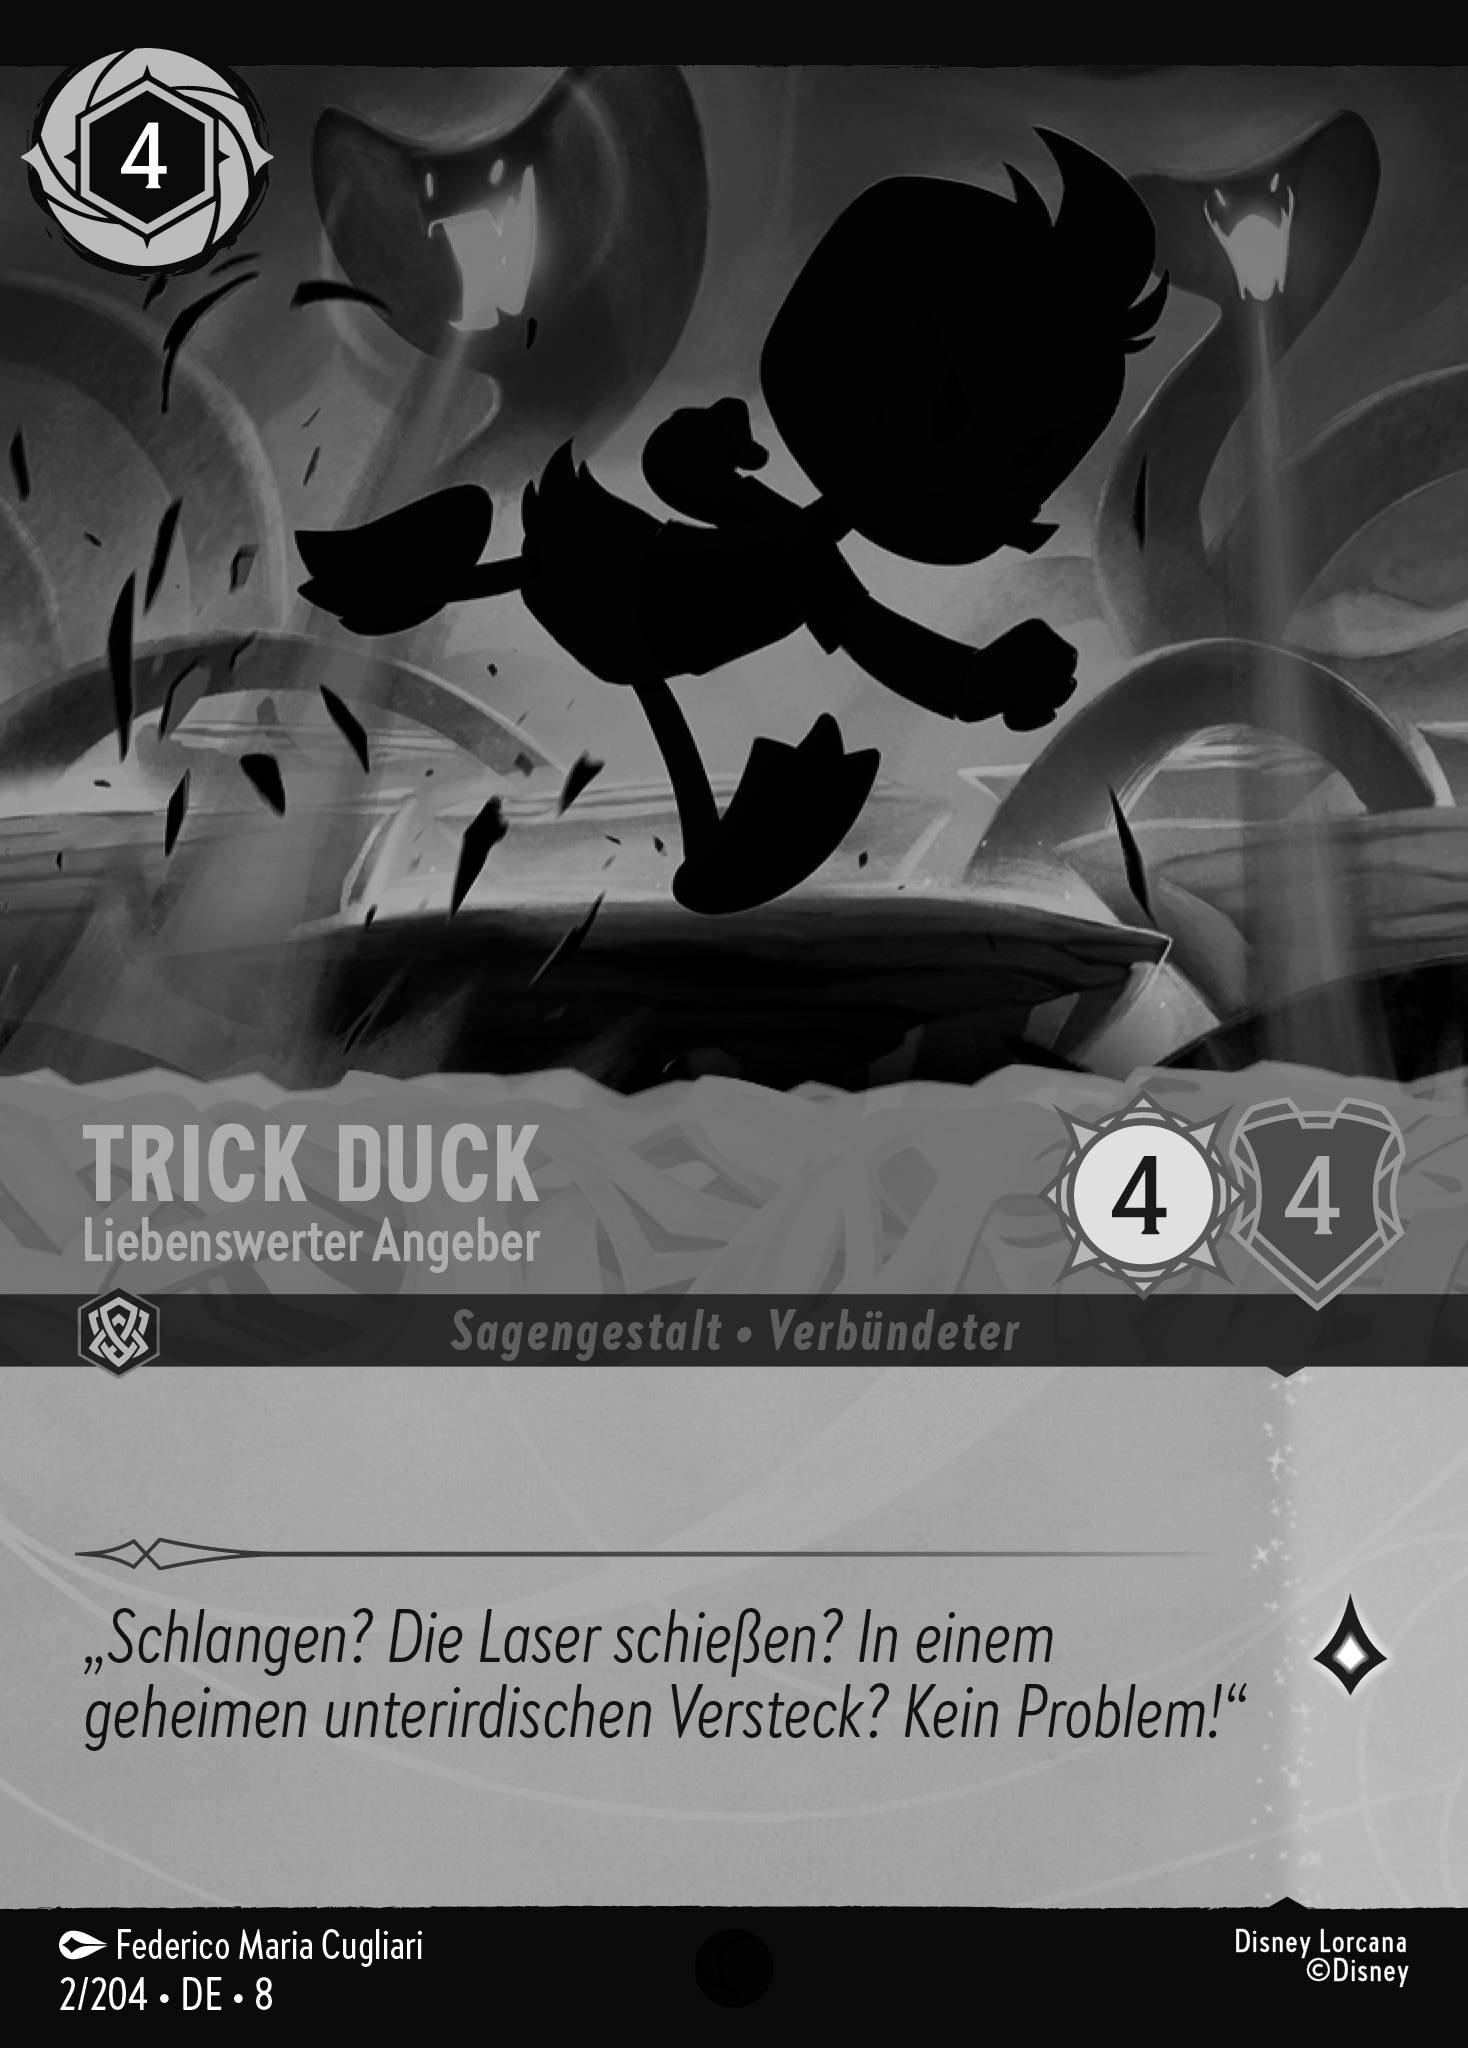 4
TRICK DUCK
Liebenswerter Angeber
4
4
Sagengestalt • Verbündeter
„Schlangen? Die Laser schießen? In einem
geheimen unterirdischen Versteck? Kein Problem!“
Federico Maria Cugliari
2/204 • DE • 8
Disney Lorcana
©Disney